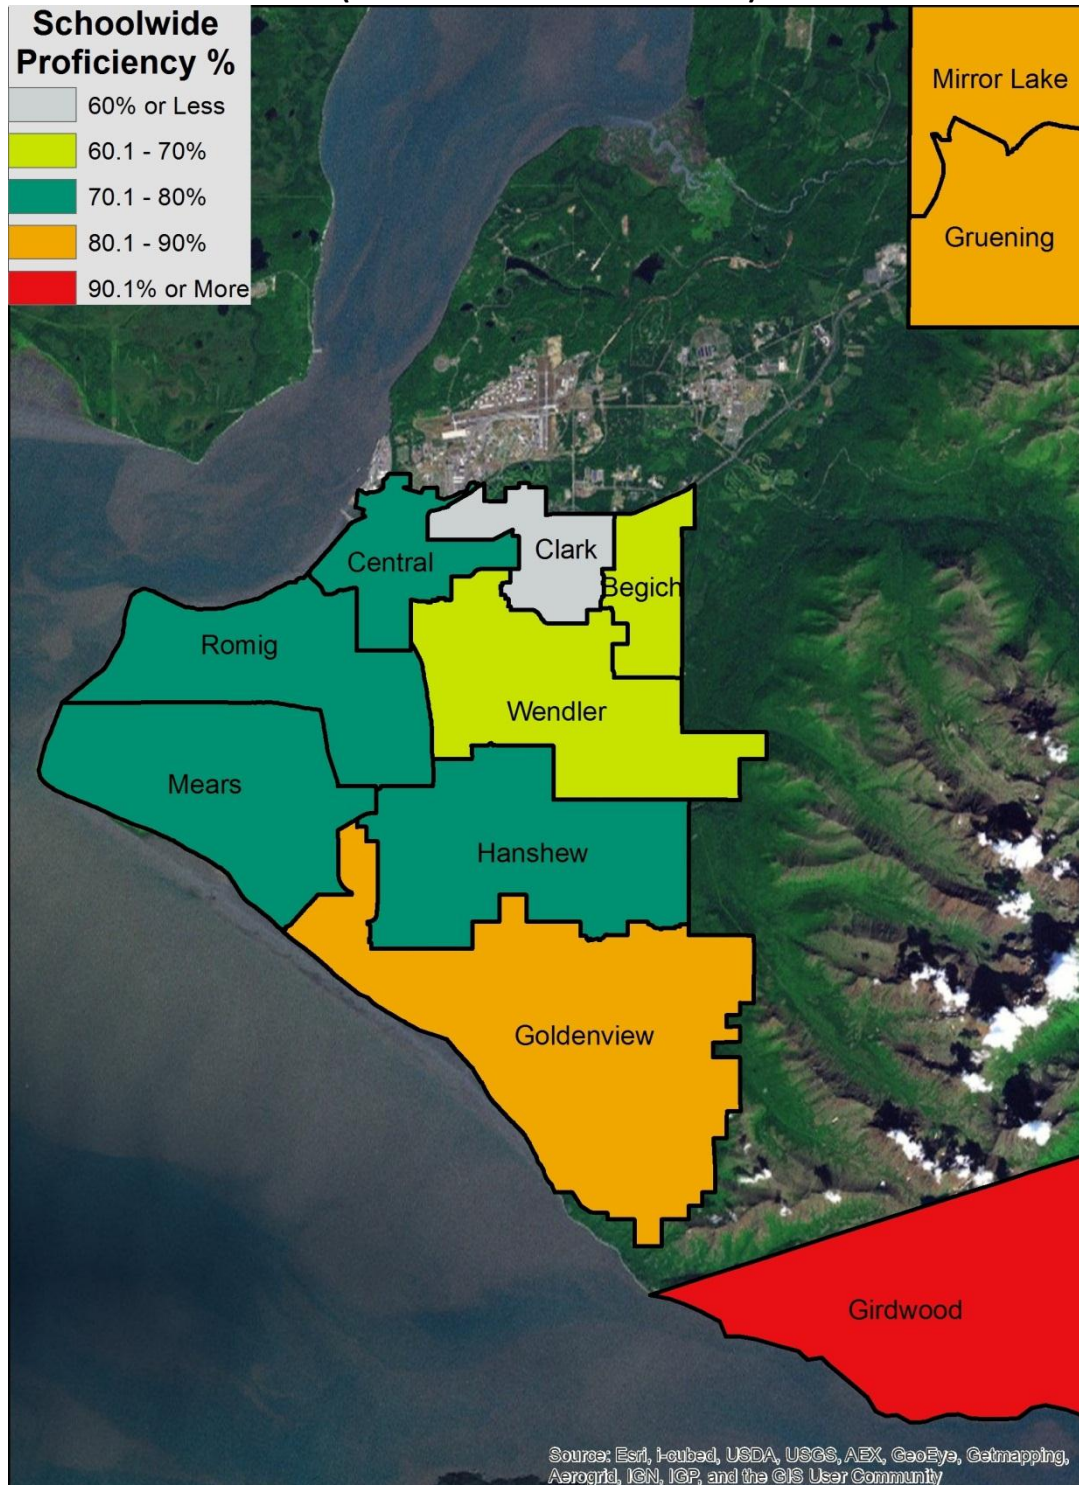 Schoolwide
Proficiency %
60% or Less
60.1 - 70%
70.1 - 80%
80.1 - 90%
90.1% or More
Mirror Lake
Gruening
Central
Clark
Begich
Romig
Wendler
Mears
Hanshew
Goldenview
Girdwood
Source: Esri, i-cubed, USDA, USGS, AEX, GeoEye, Getmapping,
Aerogrid, IGN, IGP, and the GIS User Community